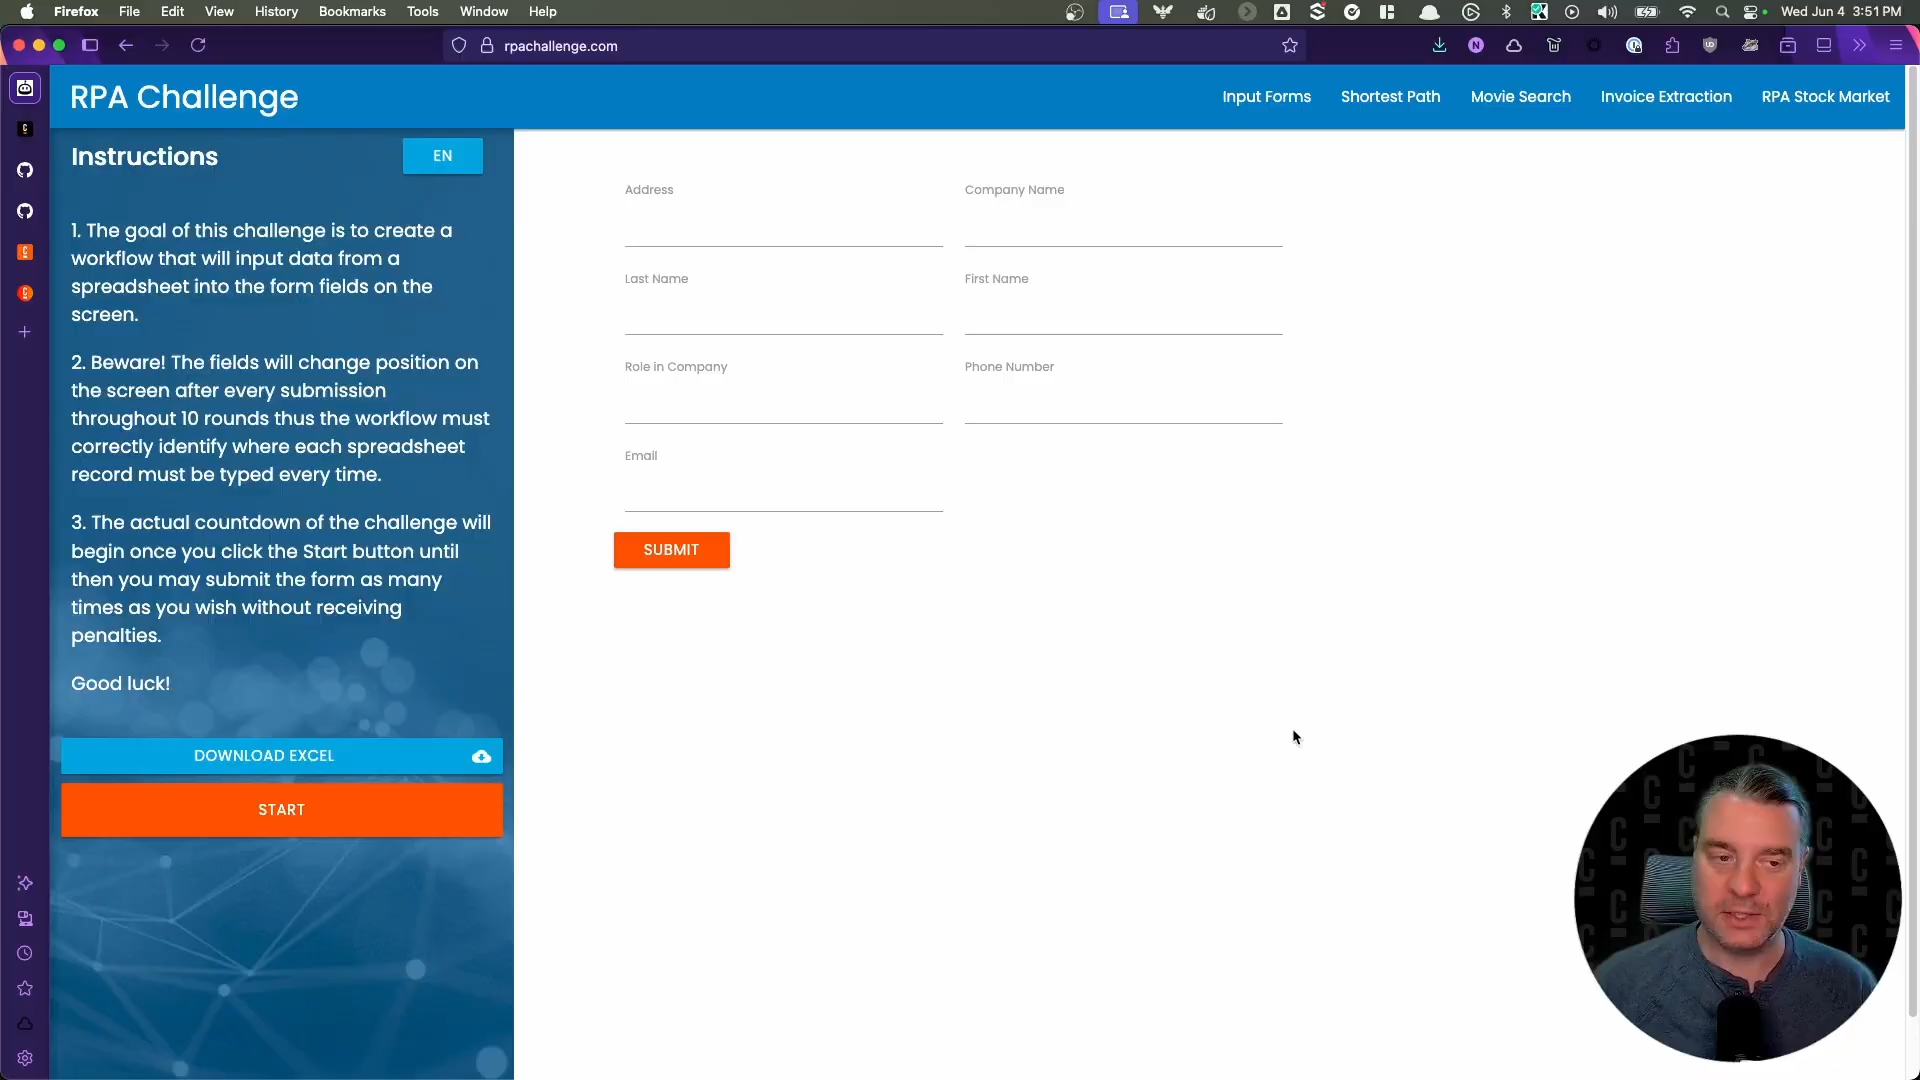 Firefox File Edit View History Bookmarks Tools Window Help Wed Jun 4 3:51 PM
rpachallenge.com
RPA Challenge
Input Forms Shortest Path Movie Search Invoice Extraction RPA Stock Market
Instructions
EN
1. The goal of this challenge is to create a
workflow that will input data from a
spreadsheet into the form fields on the
screen.
2. Beware! The fields will change position on
the screen after every submission
throughout 10 rounds thus the workflow must
correctly identify where each spreadsheet
record must be typed every time.
3. The actual countdown of the challenge will
begin once you click the Start button until
then you may submit the form as many
times as you wish without receiving
penalties.
Good luck!
DOWNLOAD EXCEL
START
Address
Company Name
Last Name
First Name
Role in Company
Phone Number
Email
SUBMIT